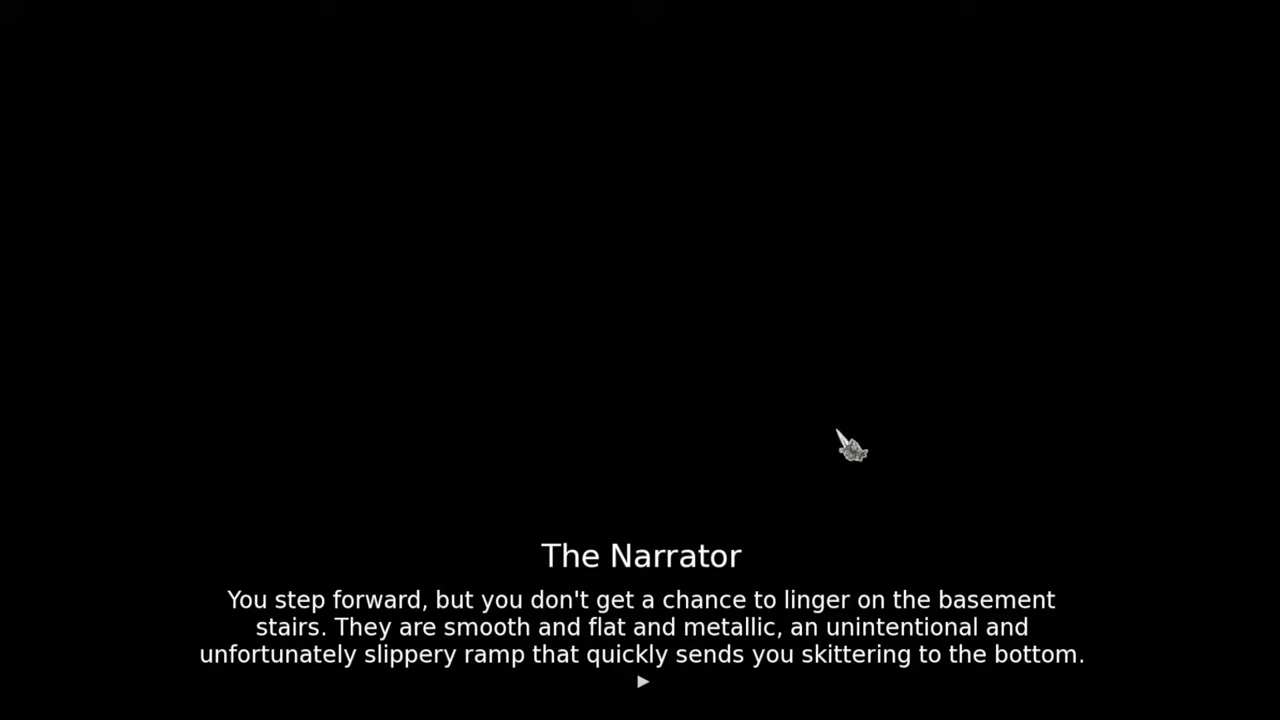 The Narrator
You step forward, but you don't get a chance to linger on the basement
stairs. They are smooth and flat and metallic, an unintentional and
unfortunately slippery ramp that quickly sends you skittering to the bottom.